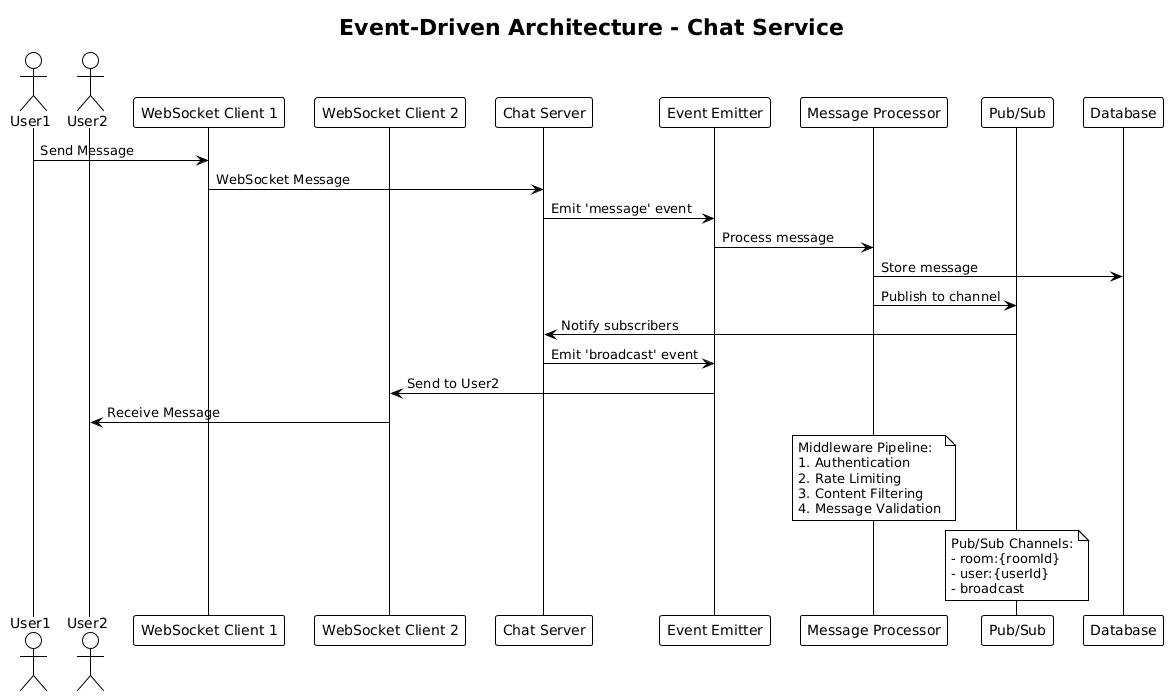 Event-Driven Architecture - Chat Service
User1
User2
WebSocket Client 1
WebSocket Client 2
Chat Server
Event Emitter
Message Processor
Pub/Sub
Database
Send Message
WebSocket Message
Emit 'message' event
Process message
Store message
Publish to channel
Notify subscribers
Emit 'broadcast' event
Send to User2
Receive Message
Middleware Pipeline:
1. Authentication
2. Rate Limiting
3. Content Filtering
4. Message Validation
Pub/Sub Channels:
- room:{roomId}
- user:{userId}
- broadcast
User1
User2
WebSocket Client 1
WebSocket Client 2
Chat Server
Event Emitter
Message Processor
Pub/Sub
Database